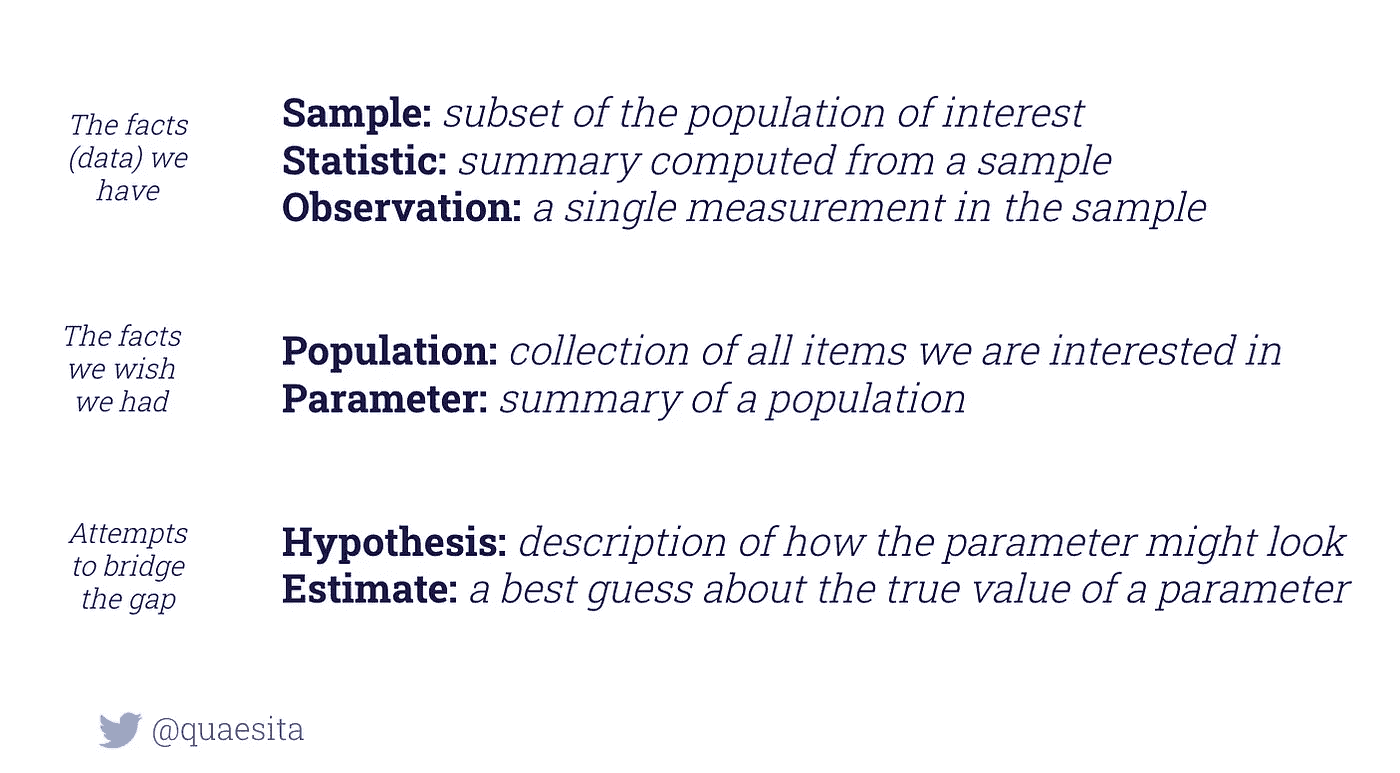 The facts
(data) we
have
Sample: subset of the population of interest
Statistic: summary computed from a sample
Observation: a single measurement in the sample
The facts
we wish
we had
Population: collection of all items we are interested in
Parameter: summary of a population
Attempts
to bridge
the gap
Hypothesis: description of how the parameter might look
Estimate: a best guess about the true value of a parameter
@quaesita